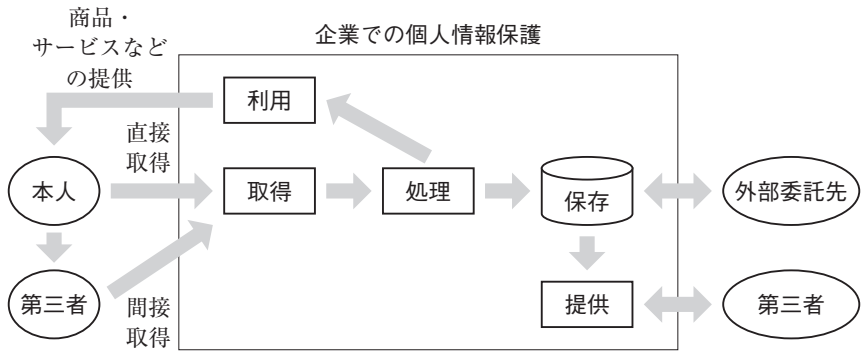 商品・
サービスなど
の提供
企業での個人情報保護
利用
直接
取得
本人
取得
処理
保存
外部委託先
第三者
間接
取得
提供
第三者